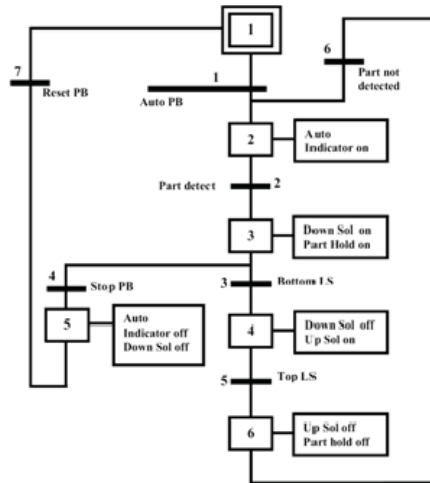 1
6
7
1
Part not
detected
Reset PB
Auto PB
2
Auto
Indicator on
Part detect
2
3
Down Sol on
Part Hold on
4
Stop PB
3
Bottom LS
5
Auto
Indicator off
Down Sol off
4
Down Sol off
Up Sol on
5
Top LS
6
Up Sol off
Part hold off